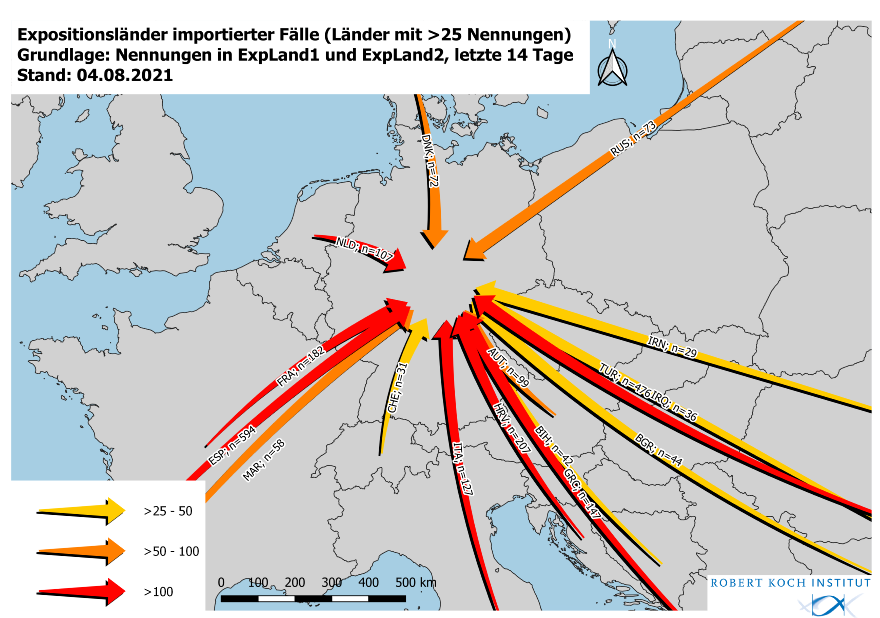 Expositionsländer importierter Fälle (Länder mit >25 Nennungen)
Grundlage: Nennungen in ExpLand1 und ExpLand2, letzte 14 Tage
Stand: 04.08.2021
N
DNK; n=72
RUS; n=73
NLD; n=107
IRN; n=29
FRA; n=182
CHE; n=31
AUT; n=99
TUR; n=476
IRQ; n=36
ESP; n=594
MAR; n=58
ITA; n=127
HRV; n=207
BIH; n=42
GRC; n=147
BGR; n=44
>25 - 50
>50 - 100
>100
0 100 200 300 400 500 km
ROBERT KOCH INSTITUT